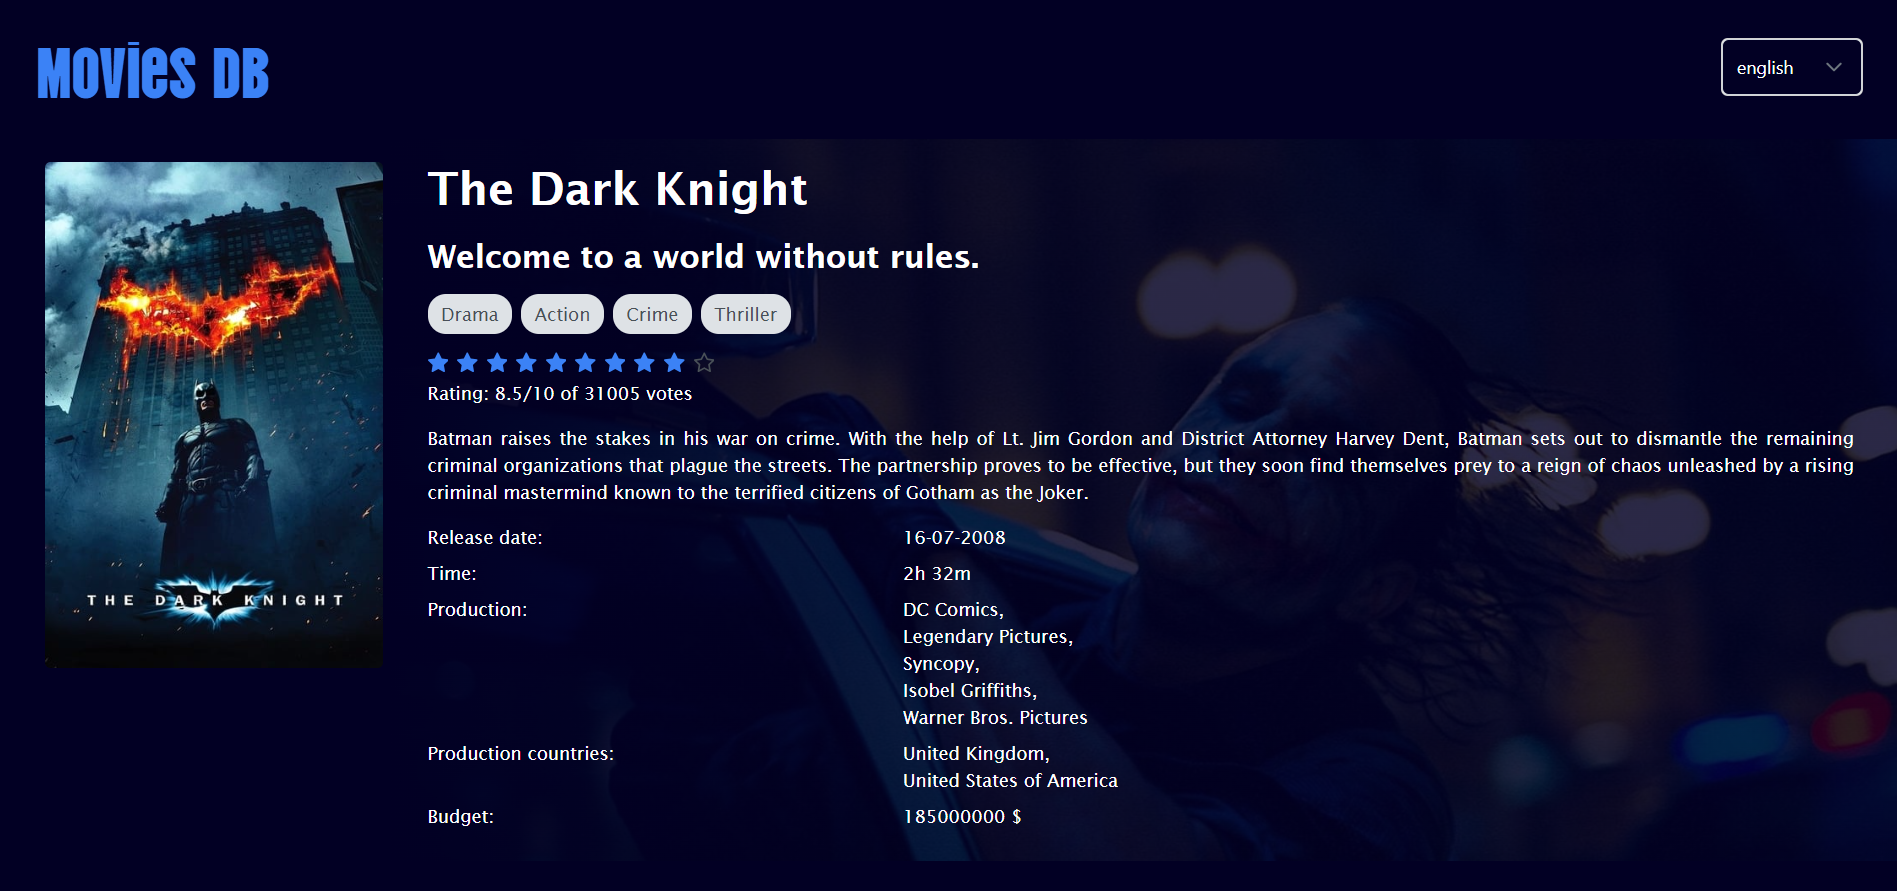 Movies DB
english
THE DARK KNIGHT
The Dark Knight
Welcome to a world without rules.
Drama Action Crime Thriller
Rating: 8.5/10 of 31005 votes
Batman raises the stakes in his war on crime. With the help of Lt. Jim Gordon and District Attorney Harvey Dent, Batman sets out to dismantle the remaining
criminal organizations that plague the streets. The partnership proves to be effective, but they soon find themselves prey to a reign of chaos unleashed by a rising
criminal mastermind known to the terrified citizens of Gotham as the Joker.
Release date: 16-07-2008
Time: 2h 32m
Production: DC Comics,
Legendary Pictures,
Syncopy,
Isobel Griffiths,
Warner Bros. Pictures
Production countries: United Kingdom,
United States of America
Budget: 185000000 $